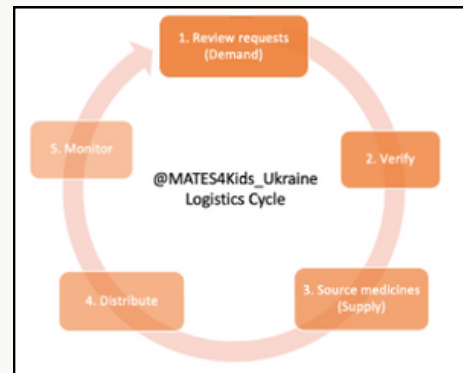 1. Review requests
(Demand)
2. Verify
3. Source medicines
(Supply)
4. Distribute
5. Monitor
@MATES4Kids_Ukraine
Logistics Cycle